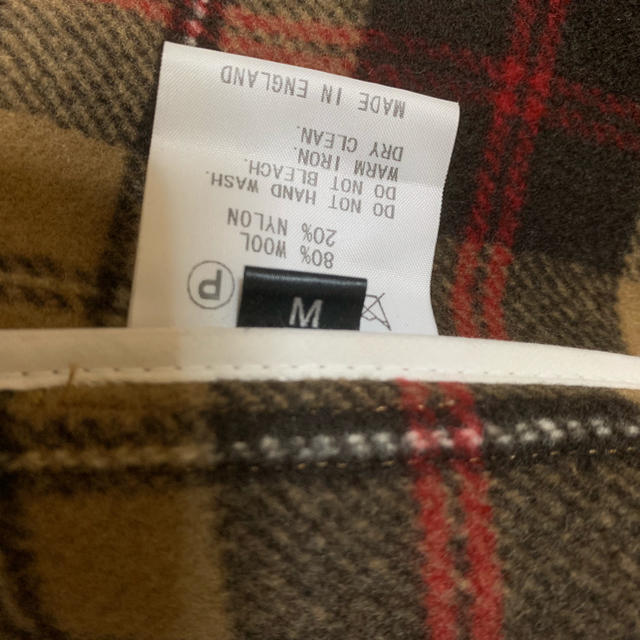 P
M
80% WOOL
20% NYLON
DO NOT HAND WASH.
DO NOT BLEACH.
WARM IRON.
DRY CLEAN.
MADE IN ENGLAND